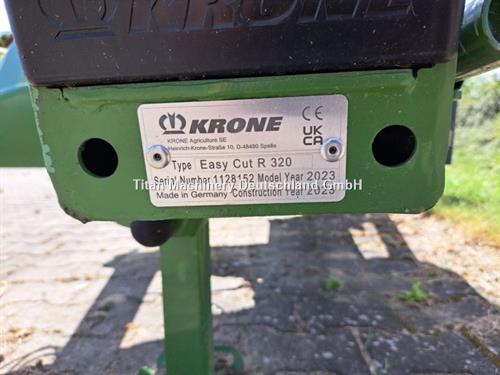 KRONE
KRONE
CE
KRONE Agriculture SE
Heinrich-Krone-Straße 10, D-48480 Spelle
UK
CA
Type Easy Cut R 320
Serial Number 1128152 Model Year 2023
Titan Machinery Deutschland GmbH
Made in Germany Construction Year 2023